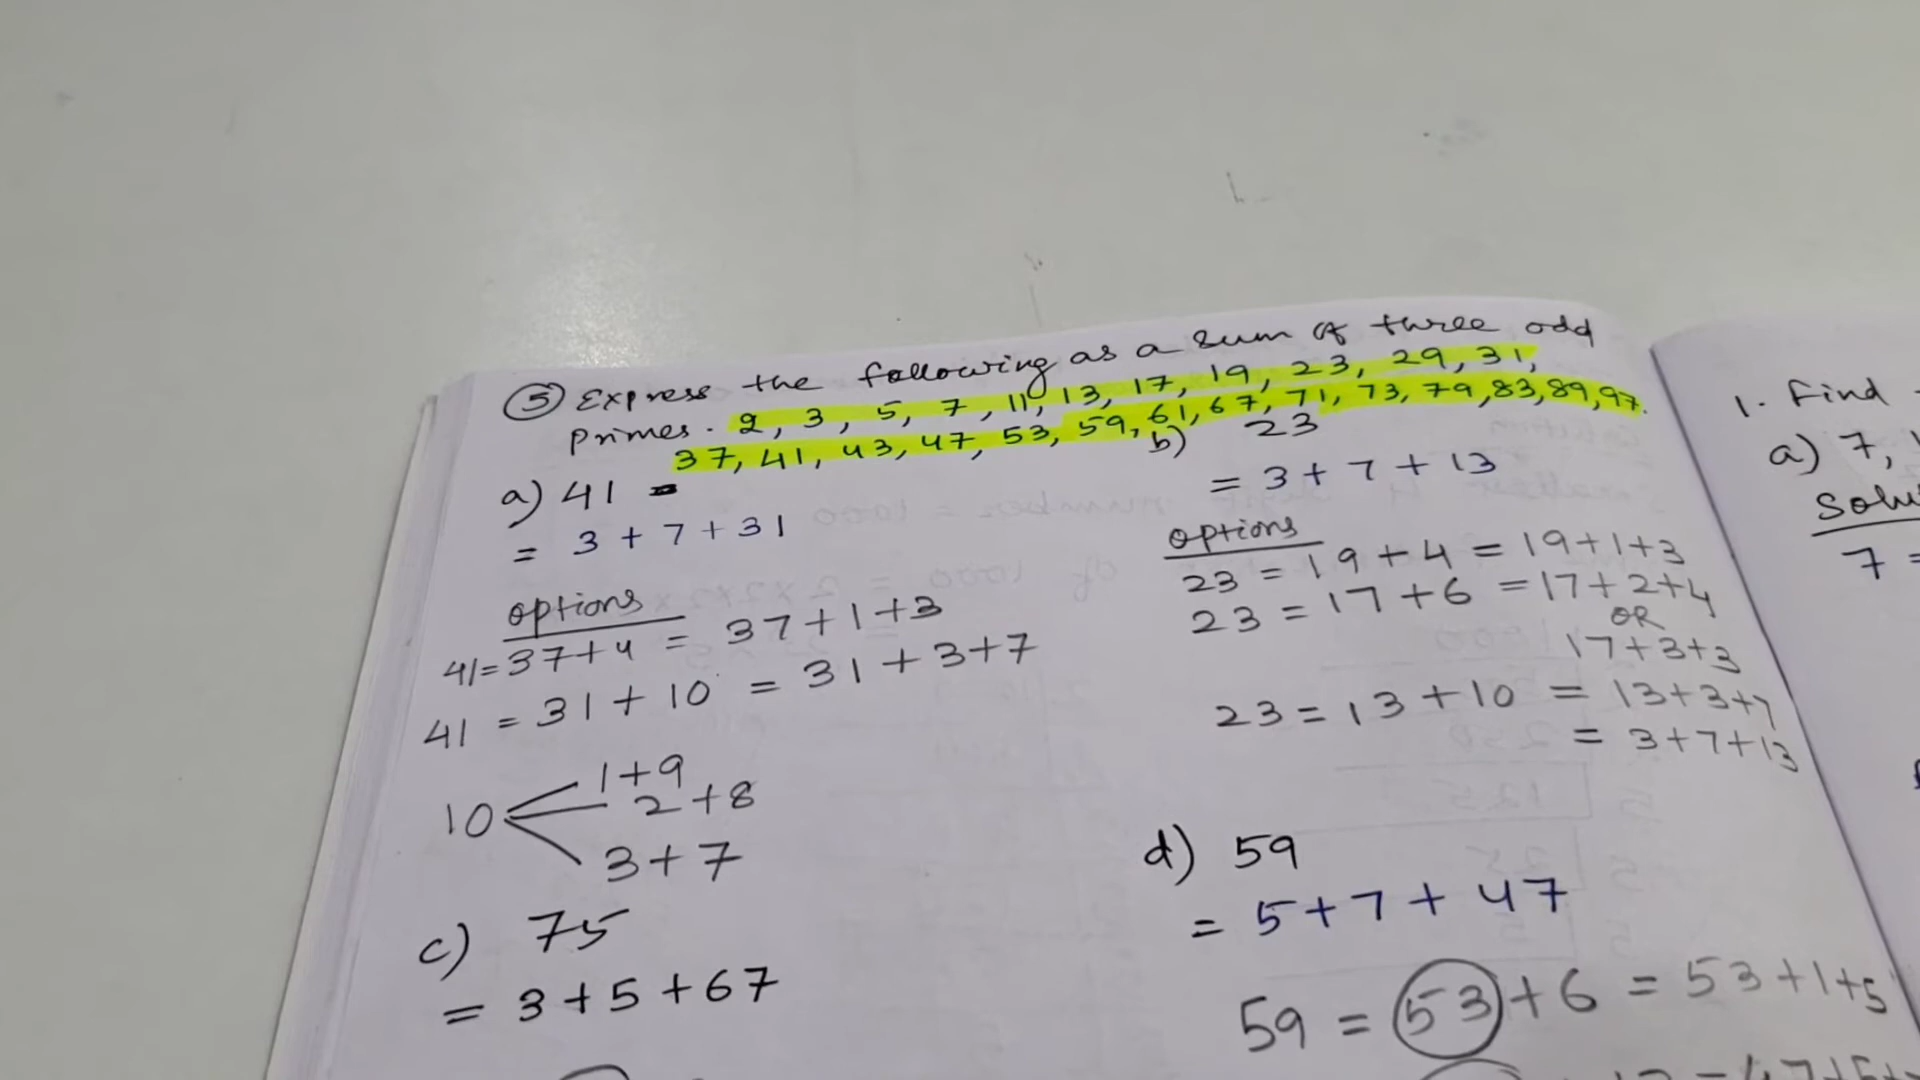 5 Express the following as a sum of three odd
primes. 2, 3, 5, 7, 11, 13, 17, 19, 23, 29, 31,
37, 41, 43, 47, 53, 59, 61, 67, 71, 73, 79, 83, 89, 97.
a) 41 =
= 3 + 7 + 31
options
41 = 37 + 4 = 37 + 1 + 3
41 = 31 + 10 = 31 + 3 + 7
10
1 + 9
2 + 8
3 + 7
c) 75
= 3 + 5 + 67
b) 23
= 3 + 7 + 13
options
23 = 19 + 4 = 19 + 1 + 3
23 = 17 + 6 = 17 + 2 + 4
OR
17 + 3 + 3
23 = 13 + 10 = 13 + 3 + 7
= 3 + 7 + 13
d) 59
= 5 + 7 + 47
59 = 53 + 6 = 53 + 1 + 5
1. Find
a) 7,
7 =